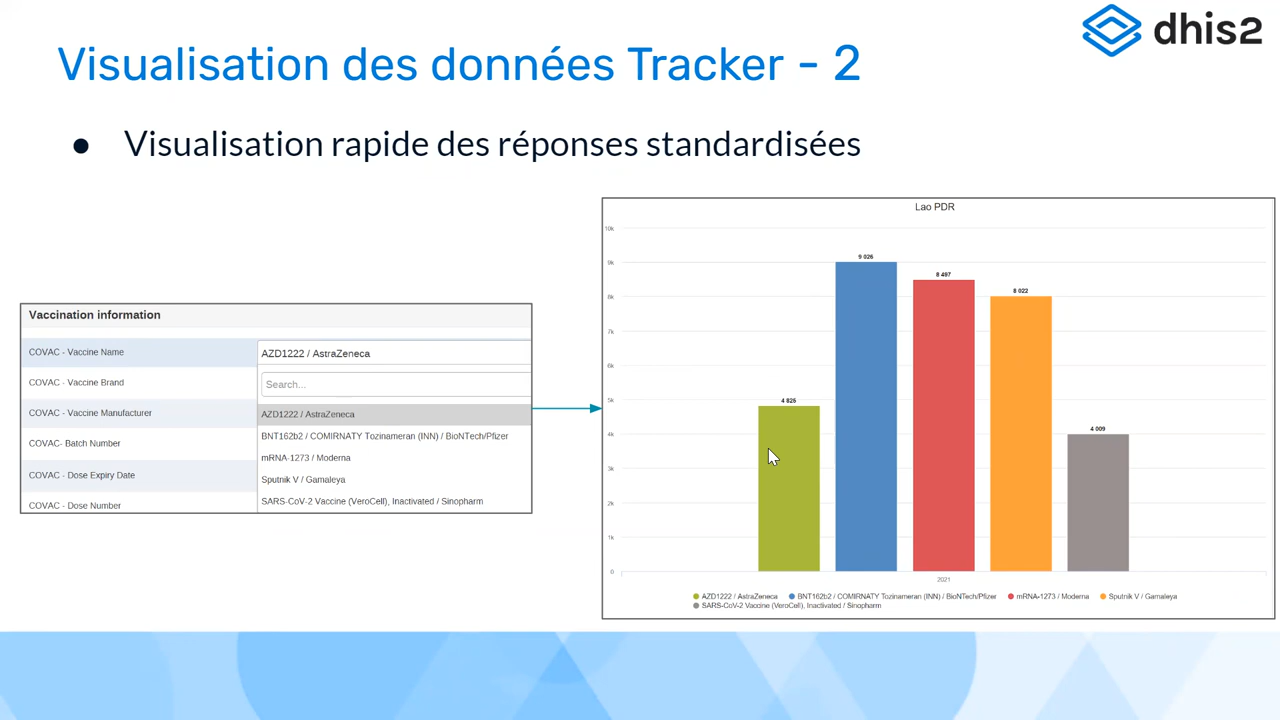 dhis2
Visualisation des données Tracker - 2
● Visualisation rapide des réponses standardisées
Vaccination information
COVAC - Vaccine Name
AZD1222 / AstraZeneca
COVAC - Vaccine Brand
Search...
COVAC - Vaccine Manufacturer
AZD1222 / AstraZeneca
BNT162b2 / COMIRNATY Tozinameran (INN) / BioNTech/Pfizer
COVAC- Batch Number
mRNA-1273 / Moderna
COVAC - Dose Expiry Date
Sputnik V / Gamaleya
COVAC - Dose Number
SARS-CoV-2 Vaccine (VeroCell), Inactivated / Sinopharm
Lao PDR
10k
9k
8k
7k
6k
5k
4k
3k
2k
1k
0
4 826
9 026
8 497
8 022
4 009
2021
AZD1222 / AstraZeneca
BNT162b2 / COMIRNATY Tozinameran (INN) / BioNTech/Pfizer
mRNA-1273 / Moderna
Sputnik V / Gamaleya
SARS-CoV-2 Vaccine (VeroCell), Inactivated / Sinopharm